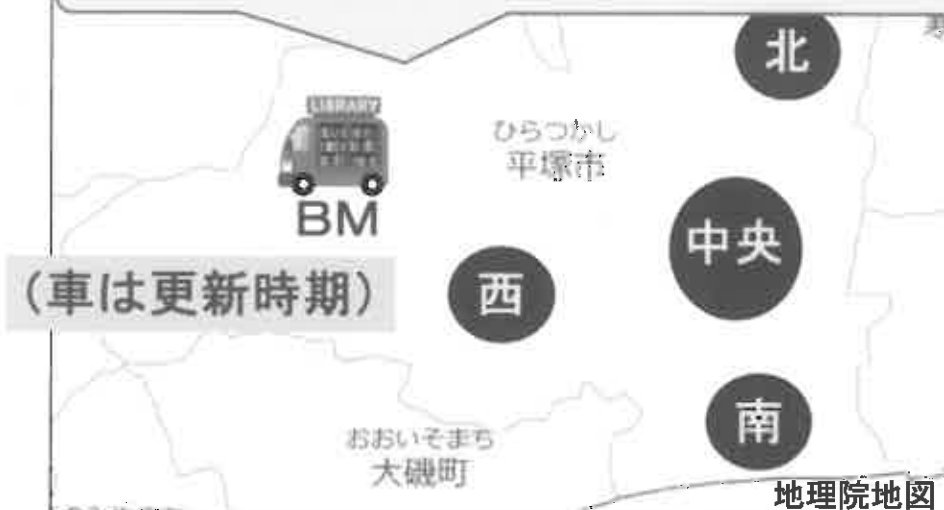 北
LIBRARY
ひらつかし
平塚市
BM
中央
(車は更新時期)
西
南
おおいそまち
大磯町
地理院地図